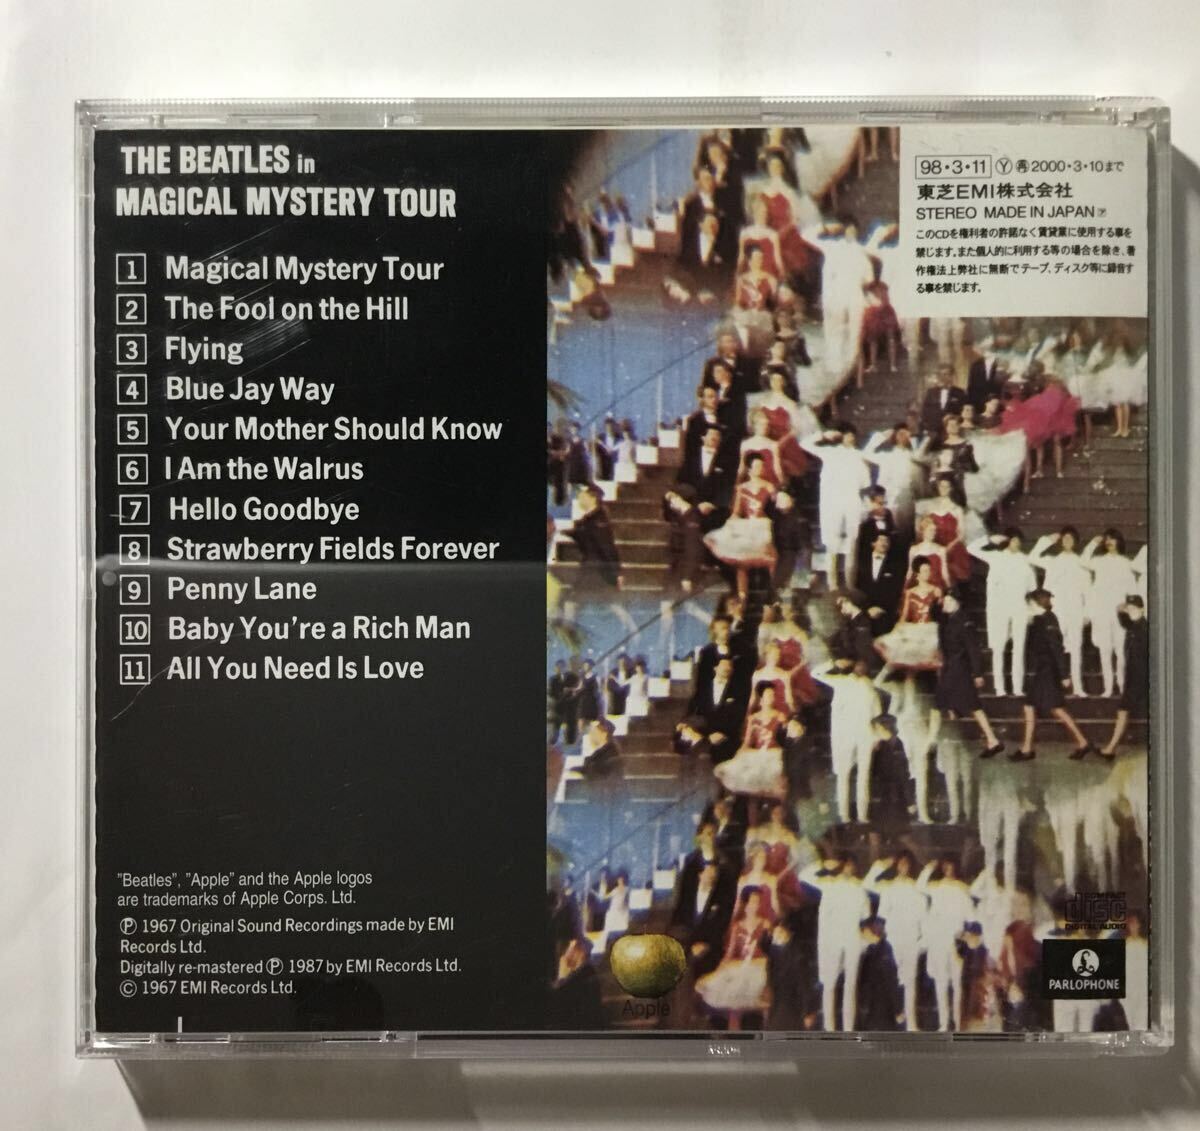 THE BEATLES in
MAGICAL MYSTERY TOUR
1 Magical Mystery Tour
2 The Fool on the Hill
3 Flying
4 Blue Jay Way
5 Your Mother Should Know
6 I Am the Walrus
7 Hello Goodbye
8 Strawberry Fields Forever
9 Penny Lane
10 Baby You're a Rich Man
11 All You Need Is Love
"Beatles", "Apple" and the Apple logos
are trademarks of Apple Corps. Ltd.
Ⓟ 1967 Original Sound Recordings made by EMI
Records Ltd.
Digitally re-mastered Ⓟ 1987 by EMI Records Ltd.
© 1967 EMI Records Ltd.
98・3・11 Ⓨ ㊢ 2000・3・10まで
東芝EMI株式会社
STEREO MADE IN JAPAN
このCDを権利者の許諾なく賃貸業に使用する事を
禁じます。また個人的に利用する等の場合を除き、著
作権法上弊社に無断でテープ、ディスク等に録音す
る事を禁じます。
Apple
COMPACT
disc
DIGITAL AUDIO
PARLOPHONE